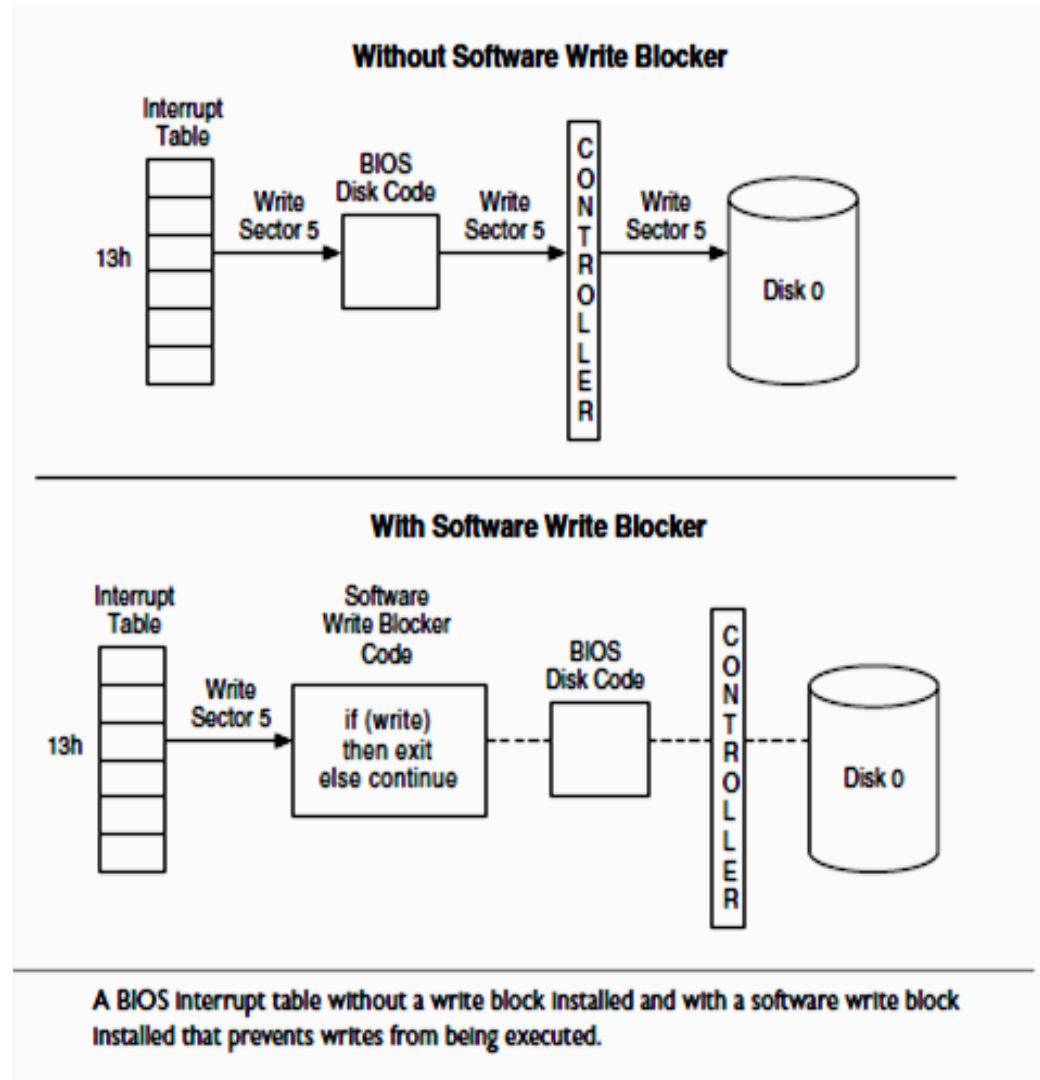 Without Software Write Blocker
Interrupt
Table
BIOS
Disk Code
Write
Sector 5
Write
Sector 5
Write
Sector 5
13h
CONTROLLER
Disk 0
With Software Write Blocker
Interrupt
Table
Software
Write Blocker
Code
BIOS
Disk Code
Write
Sector 5
13h
if (write)
then exit
else continue
CONTROLLER
Disk 0
A BIOS interrupt table without a write block installed and with a software write block
installed that prevents writes from being executed.